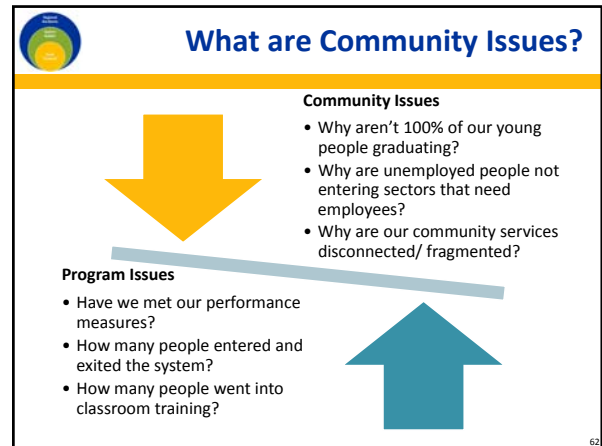 What are Community Issues?
Community Issues
• Why aren't 100% of our young
people graduating?
• Why are unemployed people not
entering sectors that need
employees?
• Why are our community services
disconnected/ fragmented?
Program Issues
• Have we met our performance
measures?
• How many people entered and
exited the system?
• How many people went into
classroom training?
62